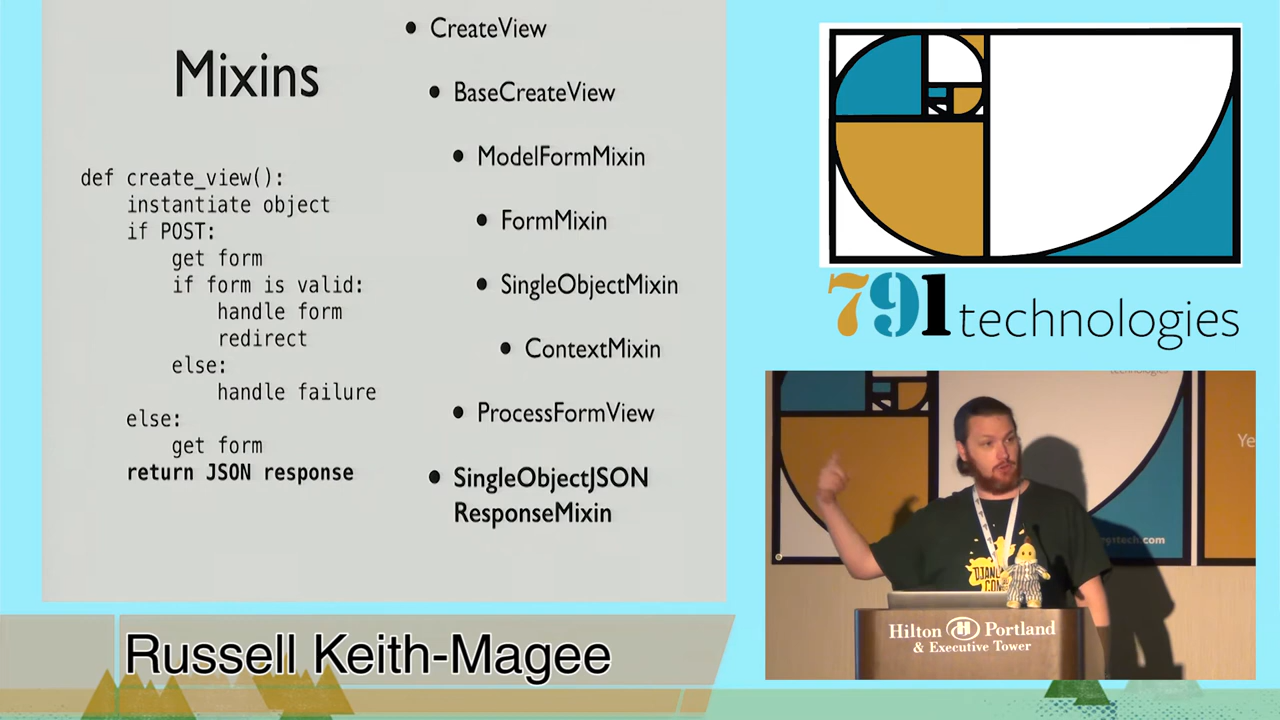 Mixins
def create_view():
instantiate object
if POST:
get form
if form is valid:
handle form
redirect
else:
handle failure
else:
get form
return JSON response
• CreateView
• BaseCreateView
• ModelFormMixin
• FormMixin
• SingleObjectMixin
• ContextMixin
• ProcessFormView
• SingleObjectJSON
ResponseMixin
791 technologies
technologies
Ye
Hilton H Portland
& Executive Tower
Russell Keith-Magee